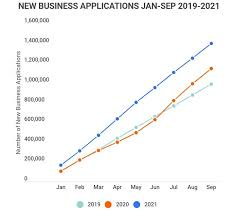 NEW BUSINESS APPLICATIONS JAN-SEP 2019-2021
Number of New Business Applications
1,600,000
1,400,000
1,200,000
1,000,000
800,000
600,000
400,000
200,000
0
Jan Feb Mar Apr May Jun Jul Aug Sep
2019 2020 2021